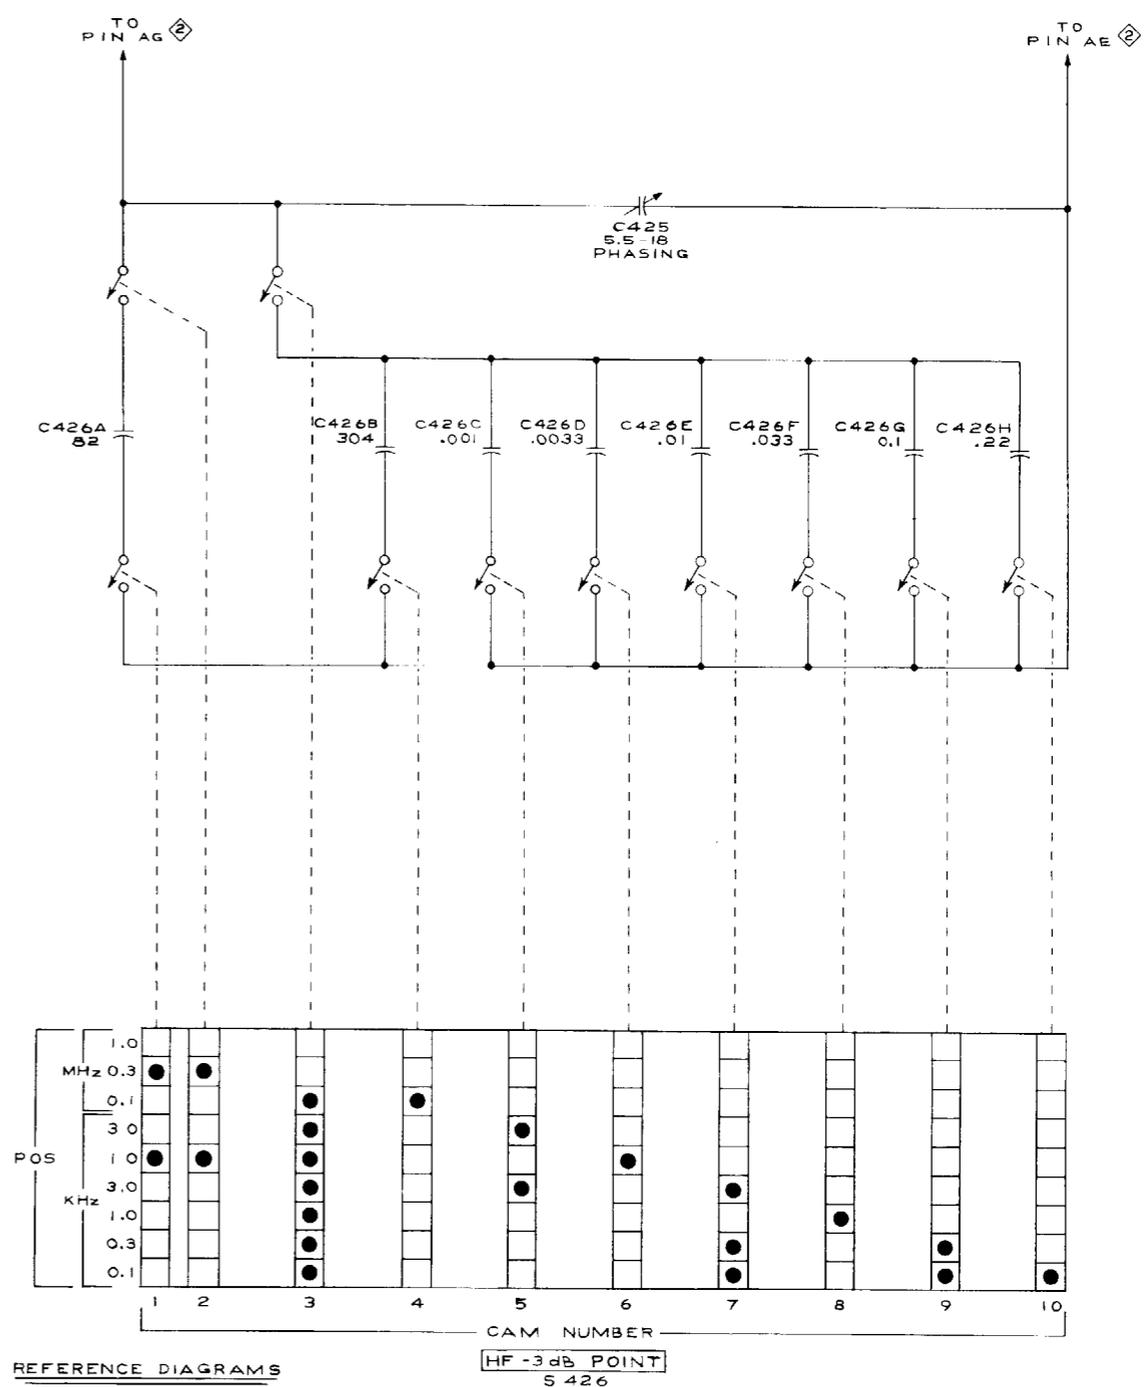 TO
PIN AG 2
TO
PIN AE 2
C425
5.5-18
PHASING
C426A
82
C426B
304
C426C
.001
C426D
.0033
C426E
.01
C426F
.033
C426G
0.1
C426H
.22
POS
MHz
1.0
0.3
0.1
KHz
30
10
3.0
1.0
0.3
0.1
1 2 3 4 5 6 7 8 9 10
CAM NUMBER
HF -3dB POINT
S426
REFERENCE DIAGRAMS